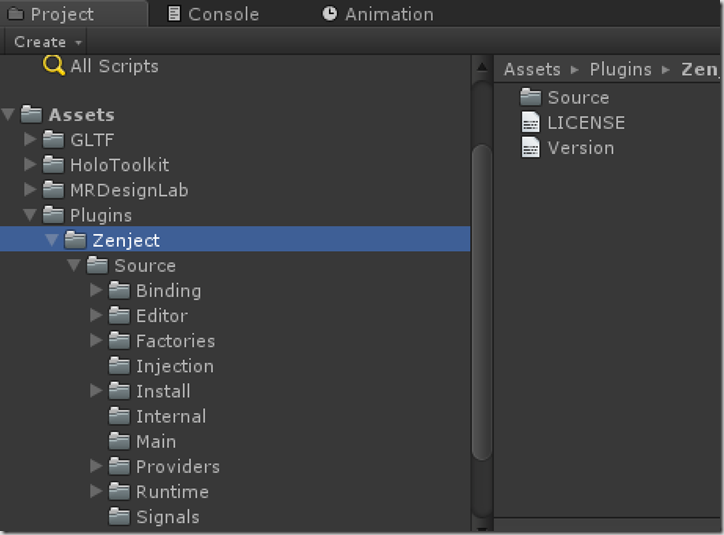 Project Console Animation
Create
All Scripts
Assets
GLTF
HoloToolkit
MRDesignLab
Plugins
Zenject
Source
Binding
Editor
Factories
Injection
Install
Internal
Main
Providers
Runtime
Signals
Assets ▸ Plugins ▸ Zen
Source
LICENSE
Version